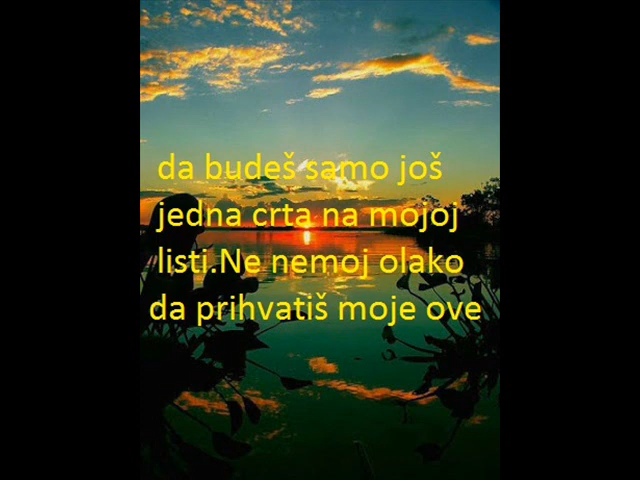 da budeš samo još
jedna crta na mojoj
listi.Ne nemoj olako
da prihvatiš moje ove